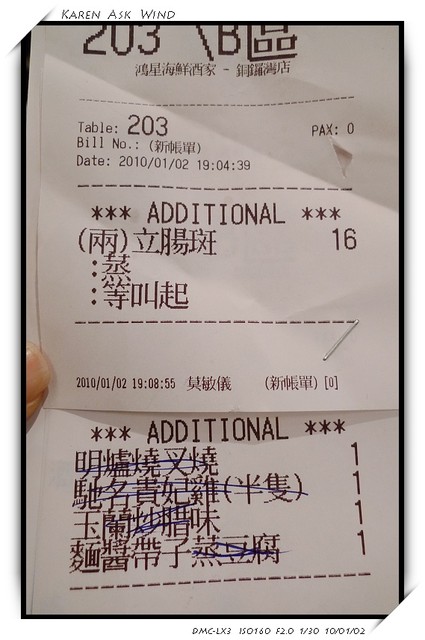 KAREN ASK WIND
203 \B區
鴻星海鮮酒家 - 銅鑼灣店
Table: 203 PAX: 0
Bill No.: (新帳單)
Date: 2010/01/02 19:04:39
*** ADDITIONAL ***
(兩)立腸斑 16
:蒸
:等叫起
2010/01/02 19:08:55 莫敏儀 (新帳單) [0]
*** ADDITIONAL ***
明爐燒叉燒 1
馳名貴妃雞(半隻) 1
玉蘭炒腊味 1
麵醬帶子蒸豆腐 1
DMC-LX3 ISO160 F2.0 1/30 10/01/02